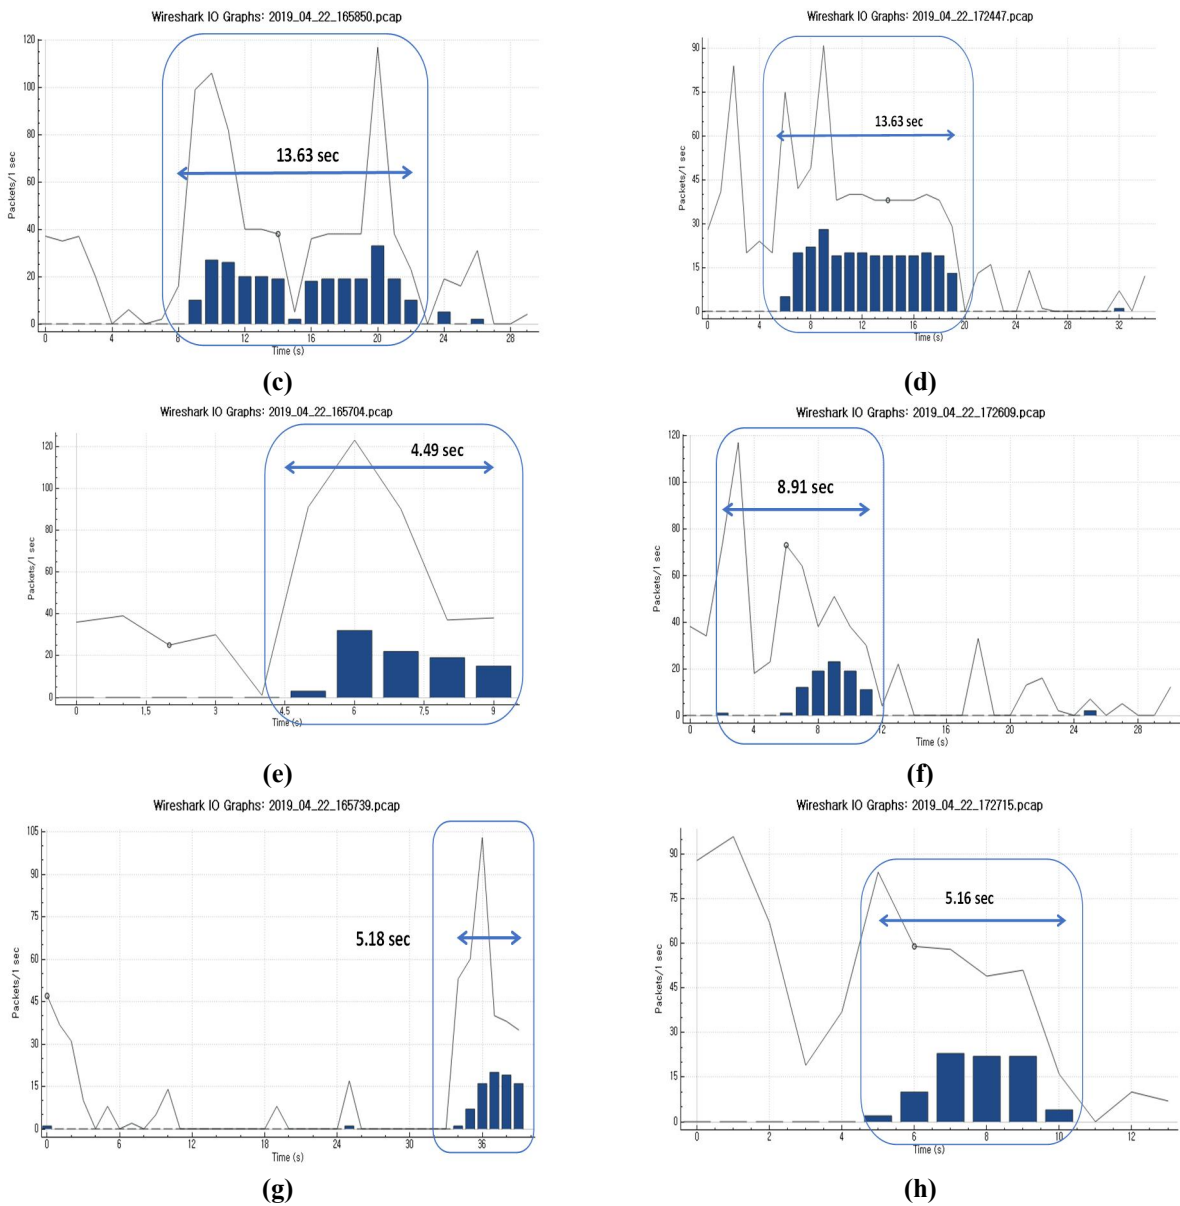 Wireshark IO Graphs: 2019_04_22_165850.pcap
120
100
80
60
40
20
0
Packets/1 sec
13.63 sec
0 4 8 12 16 20 24 28
Time (s)
(c)
Wireshark IO Graphs: 2019_04_22_172447.pcap
90
75
60
45
30
15
0
Packets/1 sec
13.63 sec
0 4 8 12 16 20 24 28 32
Time (s)
(d)
Wireshark IO Graphs: 2019_04_22_165704.pcap
120
100
80
60
40
20
0
Packets/1 sec
4.49 sec
0 1.5 3 4.5 6 7.5 9
Time (s)
(e)
Wireshark IO Graphs: 2019_04_22_172609.pcap
120
100
80
60
40
20
0
Packets/1 sec
8.91 sec
0 4 8 12 16 20 24 28
Time (s)
(f)
Wireshark IO Graphs: 2019_04_22_165739.pcap
105
90
75
60
45
30
15
0
Packets/1 sec
5.18 sec
0 6 12 18 24 30 36
Time (s)
(g)
Wireshark IO Graphs: 2019_04_22_172715.pcap
90
75
60
45
30
15
0
Packets/1 sec
5.16 sec
0 2 4 6 8 10 12
Time (s)
(h)